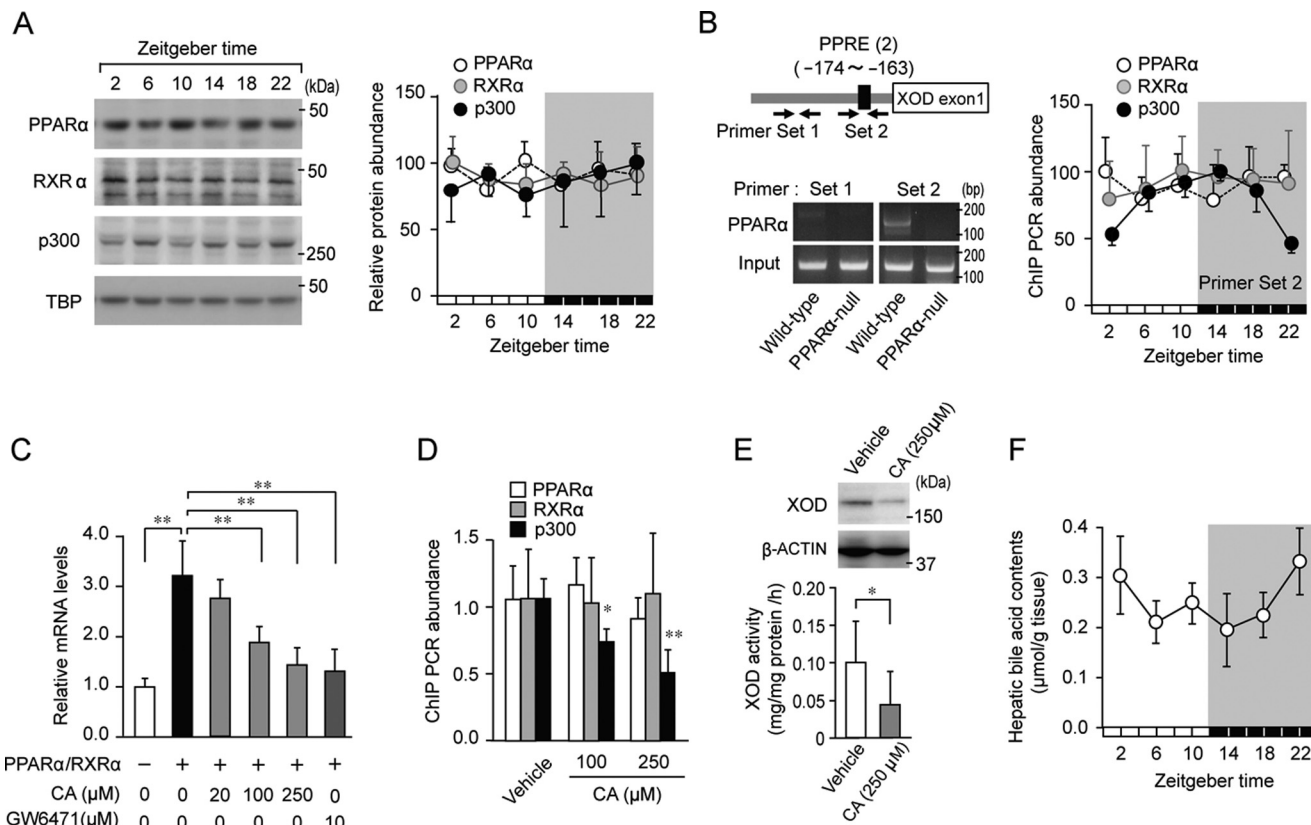 A
Zeitgeber time
2 6 10 14 18 22 (kDa)
PPARα
50
RXR α
50
p300
250
TBP
50
PPARα
RXRα
p300
Relative protein abundance
150
100
50
0
2 6 10 14 18 22
Zeitgeber time
B
PPRE (2)
( −174 ~ −163)
XOD exon1
Primer Set 1 Set 2
Primer : Set 1 Set 2 (bp)
PPARα
200
100
Input
200
100
Wild-type PPARα-null Wild-type PPARα-null
PPARα
RXRα
p300
ChIP PCR abundance
150
100
50
0
Primer Set 2
2 6 10 14 18 22
Zeitgeber time
C
**
**
** **
Relative mRNA levels
4.0
3.0
2.0
1.0
0.0
PPARα/RXRα − + + + + +
CA (μM) 0 0 20 100 250 0
GW6471(μM) 0 0 0 0 0 10
D
PPARα
RXRα
p300
ChIP PCR abundance
1.5
1.0
0.5
0.0
*
**
Vehicle 100 250
CA (μM)
E
Vehicle CA (250μM)
(kDa)
XOD
150
β-ACTIN
37
XOD activity
(mg/mg protein /h)
0.20
0.15
0.10
0.05
0
*
Vehicle CA (250 μM)
F
Hepatic bile acid contents
(μmol/g tissue)
0.4
0.3
0.2
0.1
0.0
2 6 10 14 18 22
Zeitgeber time